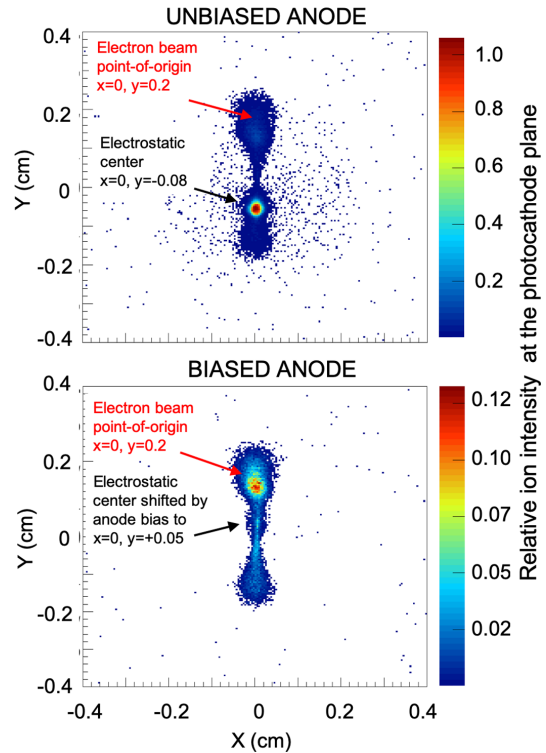 UNBIASED ANODE
Electron beam
point-of-origin
x=0, y=0.2
Electrostatic
center
x=0, y=-0.08
Y (cm)
0.4
0.2
0
-0.2
-0.4
1.0
0.8
0.6
0.4
0.2
BIASED ANODE
Electron beam
point-of-origin
x=0, y=0.2
Electrostatic
center shifted by
anode bias to
x=0, y=+0.05
Y (cm)
0.4
0.2
0
-0.2
-0.4
-0.4
-0.2
0
0.2
0.4
X (cm)
0.12
0.10
0.07
0.05
0.02
Relative ion intensity at the photocathode plane